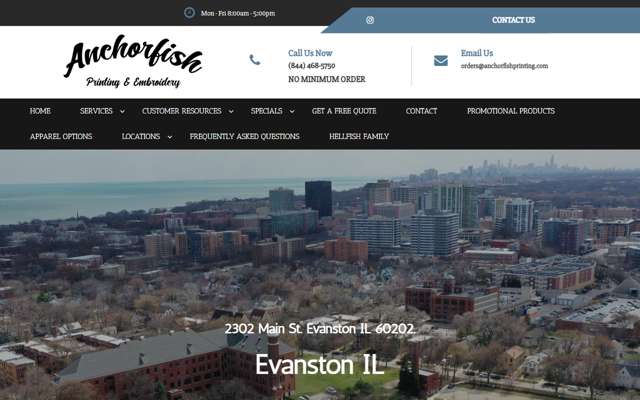 Mon - Fri 8:00am - 5:00pm
CONTACT US
Anchorfish
Printing & Embroidery
Call Us Now
(844) 468-5750
NO MINIMUM ORDER
Email Us
orders@anchorfishprinting.com
HOME
SERVICES
CUSTOMER RESOURCES
SPECIALS
GET A FREE QUOTE
CONTACT
PROMOTIONAL PRODUCTS
APPAREL OPTIONS
LOCATIONS
FREQUENTLY ASKED QUESTIONS
HELLFISH FAMILY
2302 Main St. Evanston IL 60202.
Evanston IL